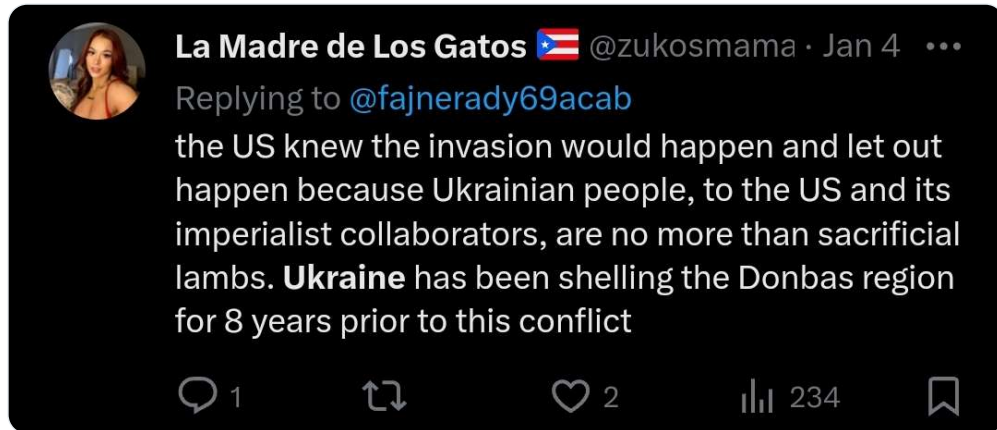 La Madre de Los Gatos 🇵🇷 @zukosmama · Jan 4
Replying to @fajnerady69acab
the US knew the invasion would happen and let out
happen because Ukrainian people, to the US and its
imperialist collaborators, are no more than sacrificial
lambs. Ukraine has been shelling the Donbas region
for 8 years prior to this conflict
1 2 234